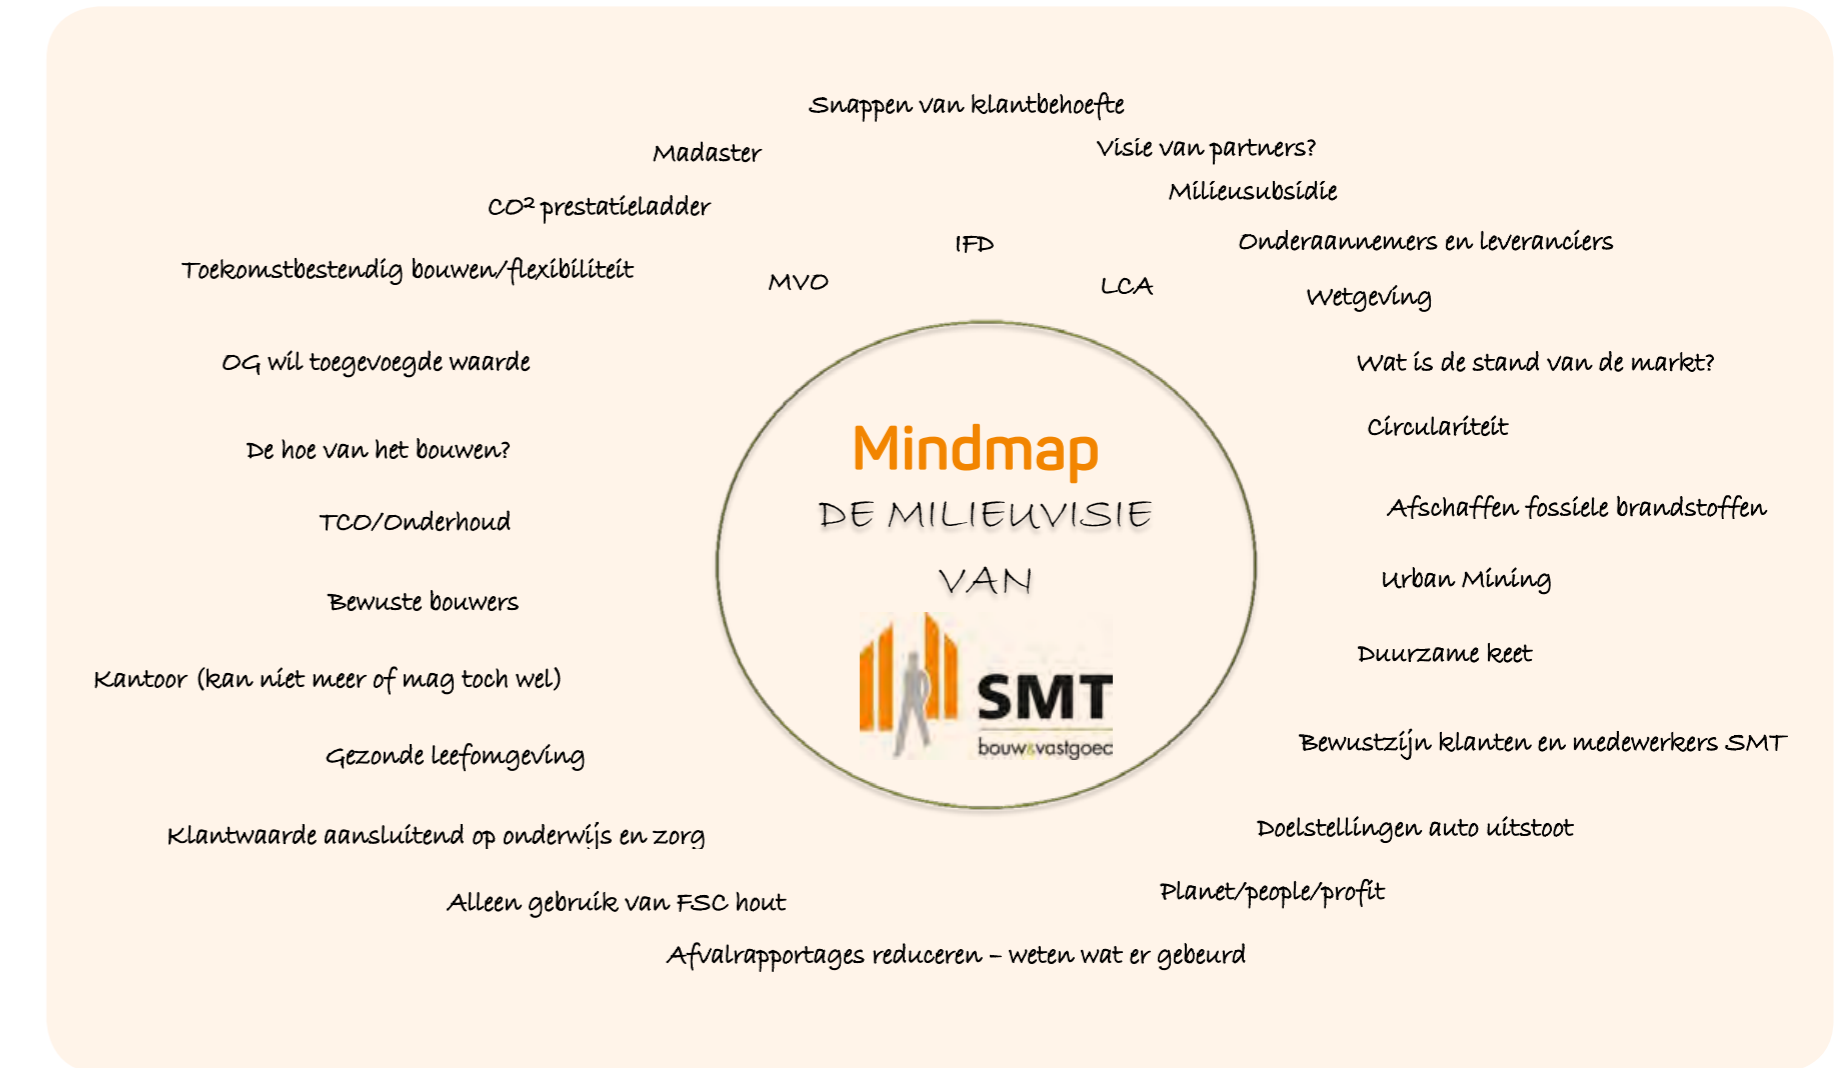 Snappen van klantbehoefte
Madaster
Visie van partners?
Milieusubsidie
CO² prestatieladder
IFD
Onderaannemers en leveranciers
Toekomstbestendig bouwen/flexibiliteit
MVO
LCA
Wetgeving
OG wil toegevoegde waarde
Wat is de stand van de markt?
Circulariteit
De hoe van het bouwen?
Mindmap
DE MILIEUVISIE
VAN
Afschaffen fossiele brandstoffen
TCO/Onderhoud
Urban Mining
Bewuste bouwers
Duurzame keet
Kantoor (kan niet meer of mag toch wel)
SMT
bouw&vastgoed
Bewustzijn klanten en medewerkers SMT
Gezonde leefomgeving
Doelstellingen auto uitstoot
Klantwaarde aansluitend op onderwijs en zorg
Planet/people/profit
Alleen gebruik van FSC hout
Afvalrapportages reduceren – weten wat er gebeurd